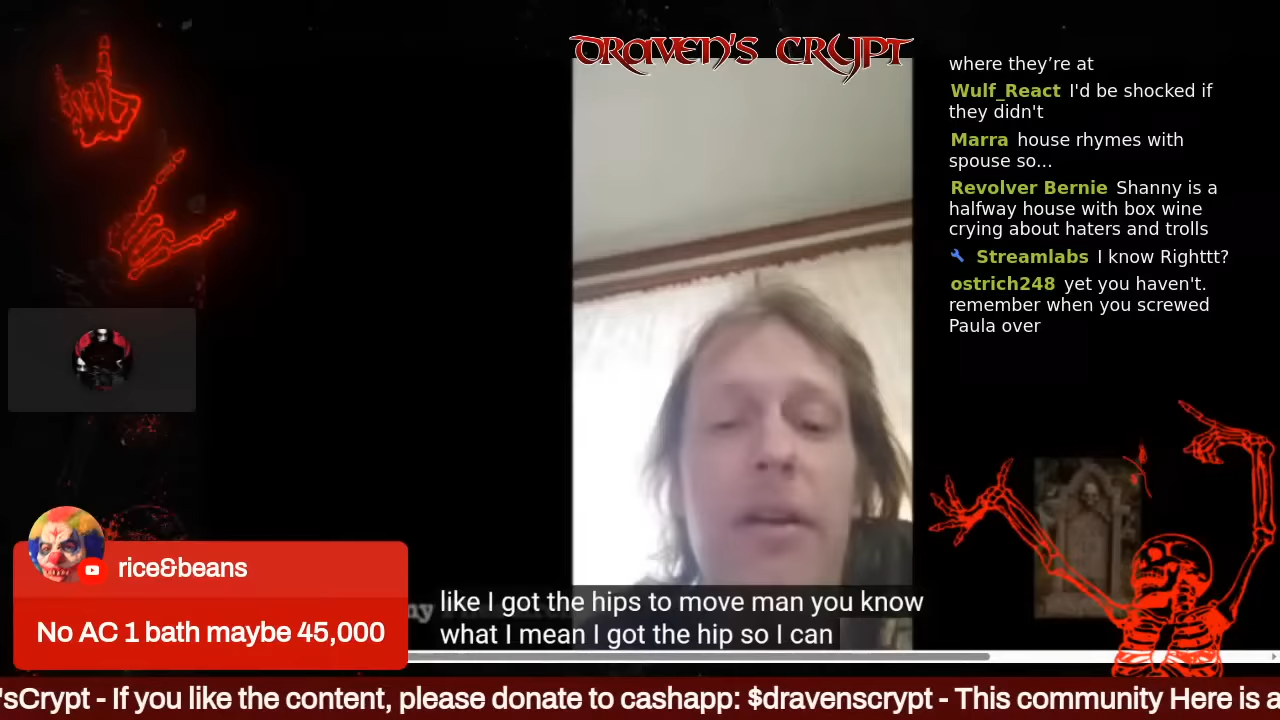 DRAVEN'S CRYPT
where they’re at
Wulf_React I'd be shocked if
they didn't
Marra house rhymes with
spouse so...
Revolver Bernie Shanny is a
halfway house with box wine
crying about haters and trolls
Streamlabs I know Righttt?
ostrich248 yet you haven't.
remember when you screwed
Paula over
rice&beans
No AC 1 bath maybe 45,000
ny
like I got the hips to move man you know
what I mean I got the hip so I can
'sCrypt - If you like the content, please donate to cashapp: $dravenscrypt - This community Here is a